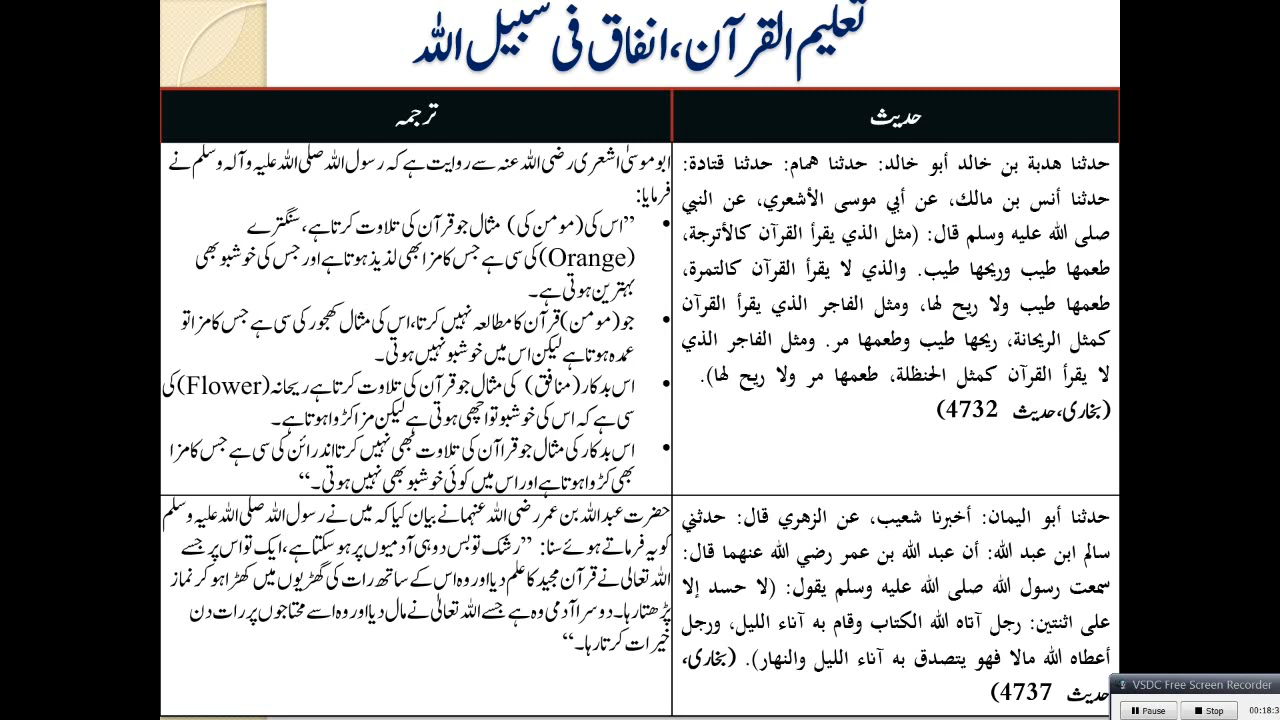 تعلیم القرآن، انفاق فی سبیل اللہ
حدیث
ترجمہ
حدثنا هدبة بن خالد أبو خالد: حدثنا همام: حدثنا قتادة:
حدثنا أنس بن مالك، عن أبي موسى الأشعري، عن النبي
صلى الله عليه وسلم قال: (مثل الذي يقرأ القرآن كالأترجة،
طعمها طيب وريحها طيب. والذي لا يقرأ القرآن كالتمرة،
طعمها طيب ولا ريح لها، ومثل الفاجر الذي يقرأ القرآن
كمثل الريحانة، ريحها طيب وطعمها مر. ومثل الفاجر الذي
لا يقرأ القرآن كمثل الحنظلة، طعمها مر ولا ريح لها).
(بخاری، حدیث 4732)
ابو موسیٰ اشعری رضی اللہ عنہ سے روایت ہے کہ رسول اللہ صلی اللہ علیہ وآلہ وسلم نے
فرمایا:
• ”اس کی (مومن کی) مثال جو قرآن کی تلاوت کرتا ہے، سنگترے
(Orange) کی سی ہے جس کا مزا بھی لذیذ ہوتا ہے اور جس کی خوشبو بھی
بہترین ہوتی ہے۔
• جو (مومن) قرآن کا مطالعہ نہیں کرتا، اس کی مثال کھجور کی سی ہے جس کا مزا تو
عمدہ ہوتا ہے لیکن اس میں خوشبو نہیں ہوتی۔
• اس بدکار (منافق) کی مثال جو قرآن کی تلاوت کرتا ہے ریحانہ (Flower) کی
سی ہے کہ اس کی خوشبو تو اچھی ہوتی ہے لیکن مزا کڑوا ہوتا ہے۔
• اس بدکار کی مثال جو قراآن کی تلاوت بھی نہیں کرتا اندرائن کی سی ہے جس کا مزا
بھی کڑوا ہوتا ہے اور اس میں کوئی خوشبو بھی نہیں ہوتی۔“
حدثنا أبو اليمان: أخبرنا شعيب، عن الزهري قال: حدثني
سالم ابن عبد الله: أن عبد الله بن عمر رضي الله عنهما قال:
سمعت رسول الله صلى الله عليه وسلم يقول: (لا حسد إلا
على اثنتين: رجل آتاه الله الكتاب وقام به آناء الليل، ورجل
أعطاه الله مالا فهو يتصدق به آناء الليل والنهار). (بخاری،
حدیث 4737)
حضرت عبداللہ بن عمر رضی اللہ عنہما نے بیان کیا کہ میں نے رسول اللہ صلی اللہ علیہ وسلم
کو یہ فرماتے ہوئے سنا: ”رشک تو بس دو ہی آدمیوں پر ہو سکتا ہے، ایک تو اس پر جسے
اللہ تعالیٰ نے قرآن مجید کا علم دیا اور وہ اس کے ساتھ رات کی گھڑیوں میں کھڑا ہو کر نماز
پڑھتا رہا۔ دوسرا آدمی وہ ہے جسے اللہ تعالیٰ نے مال دیا اور وہ اسے محتاجوں پر رات دن
خیرات کرتا رہا۔“
VSDC Free Screen Recorder
Pause Stop 00:18:3